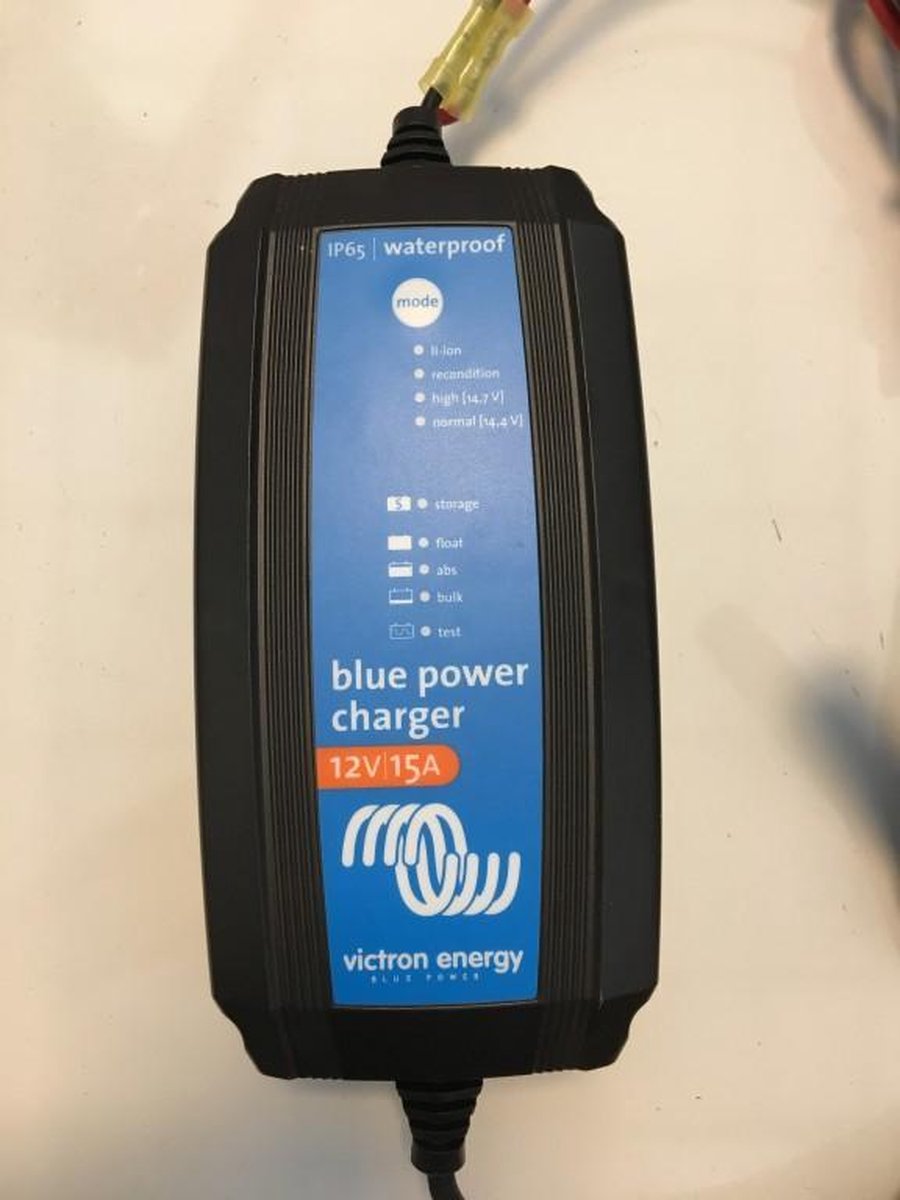 IP65 | waterproof
mode
li-ion
recondition
high [14,7 V]
normal [14,4 V]
S storage
float
abs
bulk
test
blue power
charger
12V|15A
victron energy
BLUE POWER